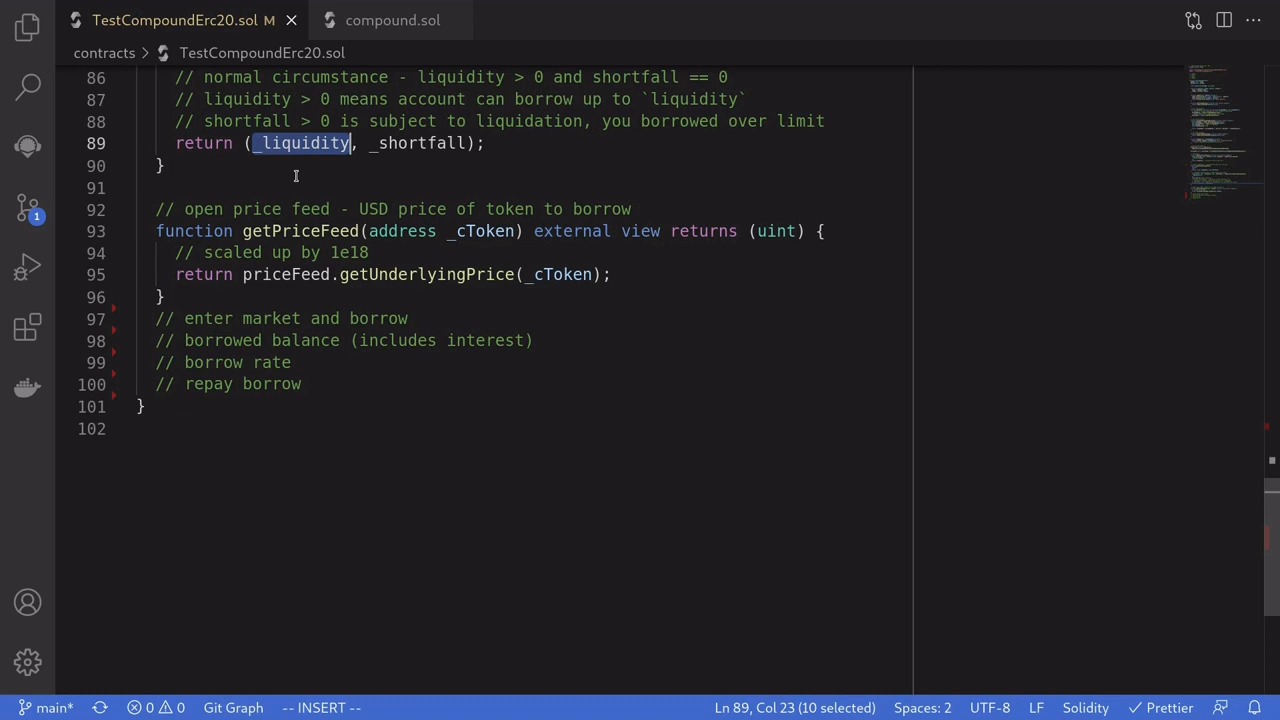 TestCompoundErc20.sol M
compound.sol
contracts > TestCompoundErc20.sol
86 // normal circumstance - liquidity > 0 and shortfall == 0
87 // liquidity > 0 means account can borrow up to `liquidity`
88 // shortfall > 0 is subject to liquidation, you borrowed over limit
89 return (_liquidity, _shortfall);
90 }
91
92 // open price feed - USD price of token to borrow
93 function getPriceFeed(address _cToken) external view returns (uint) {
94 // scaled up by 1e18
95 return priceFeed.getUnderlyingPrice(_cToken);
96 }
97 // enter market and borrow
98 // borrowed balance (includes interest)
99 // borrow rate
100 // repay borrow
101 }
102
1
main* 0 0 Git Graph -- INSERT -- Ln 89, Col 23 (10 selected) Spaces: 2 UTF-8 LF Solidity Prettier